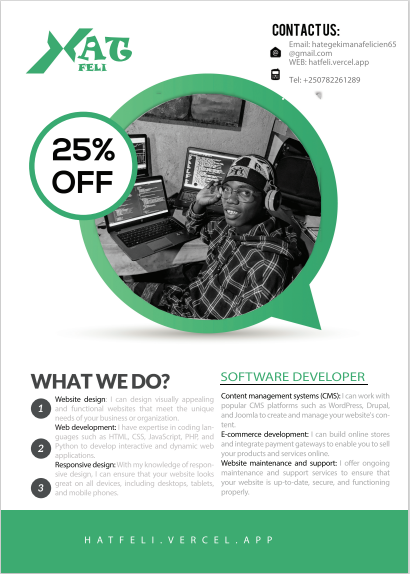 XAT
FELI
CONTACT US:
Email: hategekimanafelicien65
@gmail.com
WEB: hatfeli.vercel.app
Tel: +250782261289
25%
OFF
WHAT WE DO?
1
Website design: I can design visually appealing
and functional websites that meet the unique
needs of your business or organization.
2
Web development: I have expertise in coding lan-
guages such as HTML, CSS, JavaScript, PHP, and
Python to develop interactive and dynamic web
applications.
3
Responsive design: With my knowledge of respon-
sive design, I can ensure that your website looks
great on all devices, including desktops, tablets,
and mobile phones.
SOFTWARE DEVELOPER
Content management systems (CMS): I can work with
popular CMS platforms such as WordPress, Drupal,
and Joomla to create and manage your website's con-
tent.
E-commerce development: I can build online stores
and integrate payment gateways to enable you to sell
your products and services online.
Website maintenance and support: I offer ongoing
maintenance and support services to ensure that
your website is up-to-date, secure, and functioning
properly.
HATFELI.VERCEL.APP